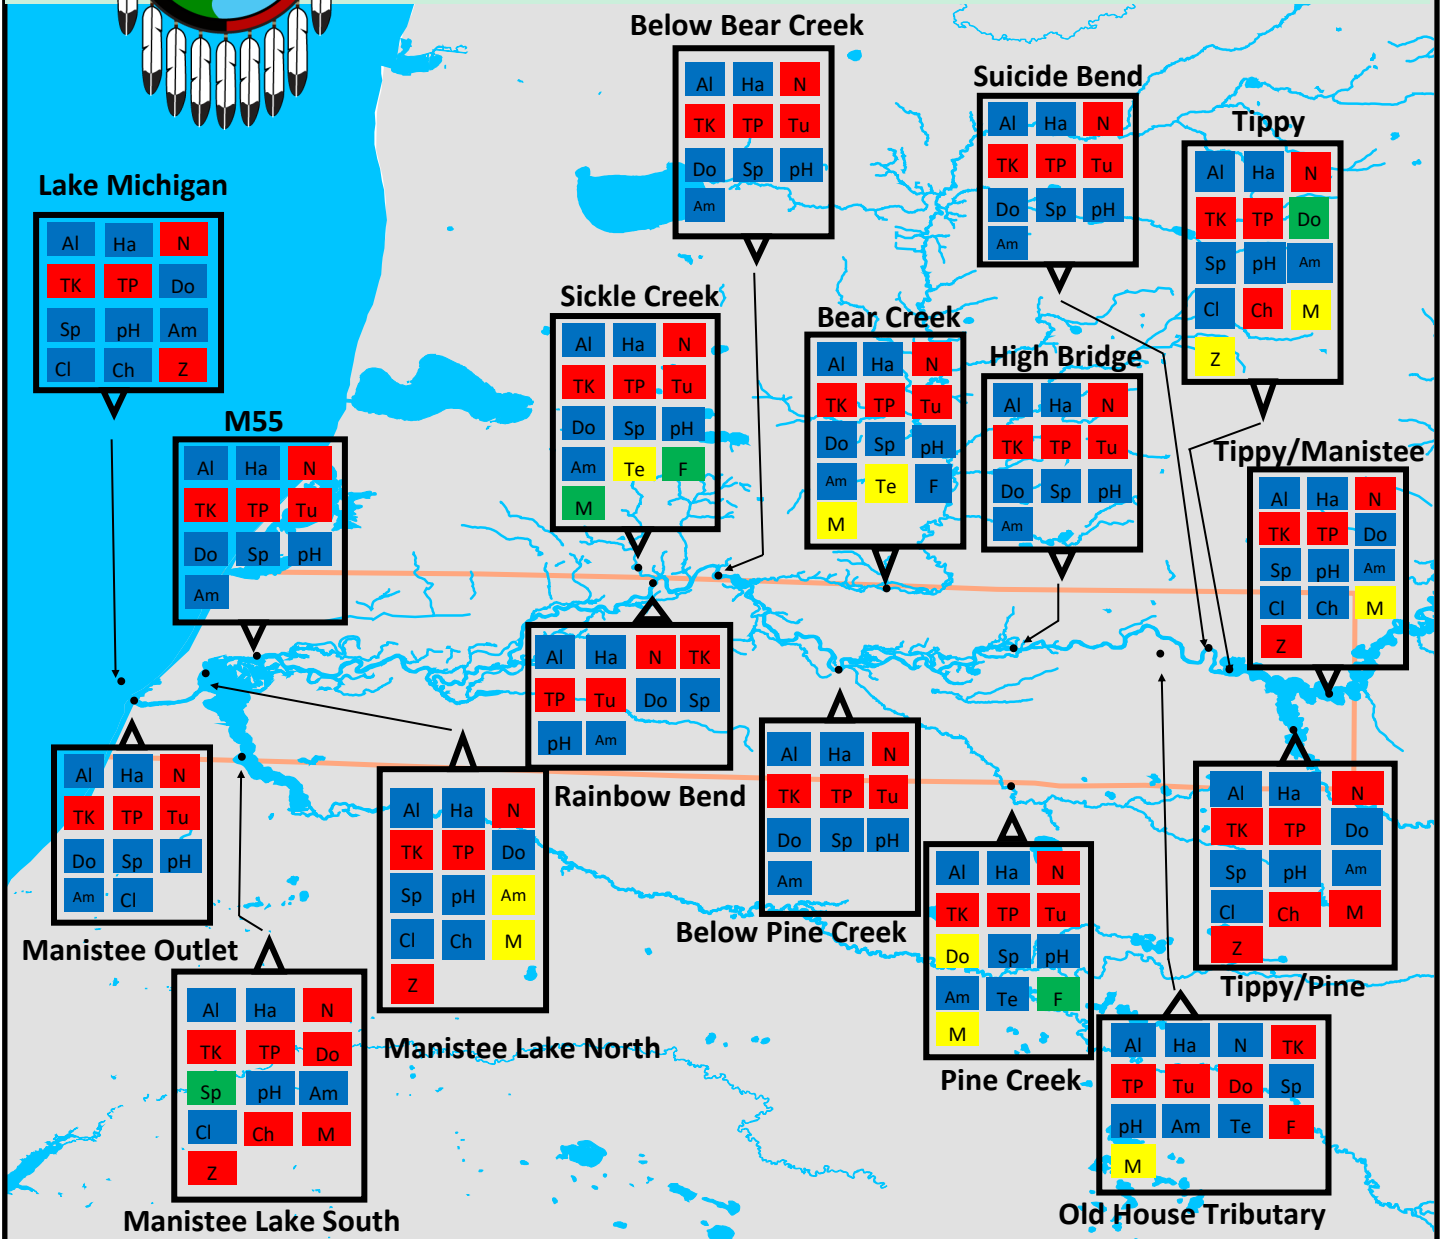 Below Bear Creek
Al Ha N
TK TP Tu
Do Sp pH
Am
Suicide Bend
Al Ha N
TK TP Tu
Do Sp pH
Am
Tippy
Al Ha N
TK TP Do
Sp pH Am
Cl Ch M
Z
Lake Michigan
Al Ha N
TK TP Do
Sp pH Am
Cl Ch Z
Sickle Creek
Al Ha N
TK TP Tu
Do Sp pH
Am Te F
M
Bear Creek
Al Ha N
TK TP Tu
Do Sp pH
Am Te F
M
High Bridge
Al Ha N
TK TP Tu
Do Sp pH
Am
M55
Al Ha N
TK TP Tu
Do Sp pH
Am
Tippy/Manistee
Al Ha N
TK TP Do
Sp pH Am
Cl Ch M
Z
Al Ha N TK
TP Tu Do Sp
pH Am
Rainbow Bend
Al Ha N
TK TP Tu
Do Sp pH
Am Cl
Manistee Outlet
Al Ha N
TK TP Do
Sp pH Am
Cl Ch M
Z
Manistee Lake North
Al Ha N
TK TP Tu
Do Sp pH
Am
Below Pine Creek
Al Ha N
TK TP Tu
Do Sp pH
Am Te F
M
Pine Creek
Al Ha N
TK TP Do
Sp pH Am
Cl Ch M
Z
Tippy/Pine
Al Ha N
TK TP Do
Sp pH Am
Cl Ch M
Z
Manistee Lake South
Al Ha N TK
TP Tu Do Sp
pH Am Te F
M
Old House Tributary